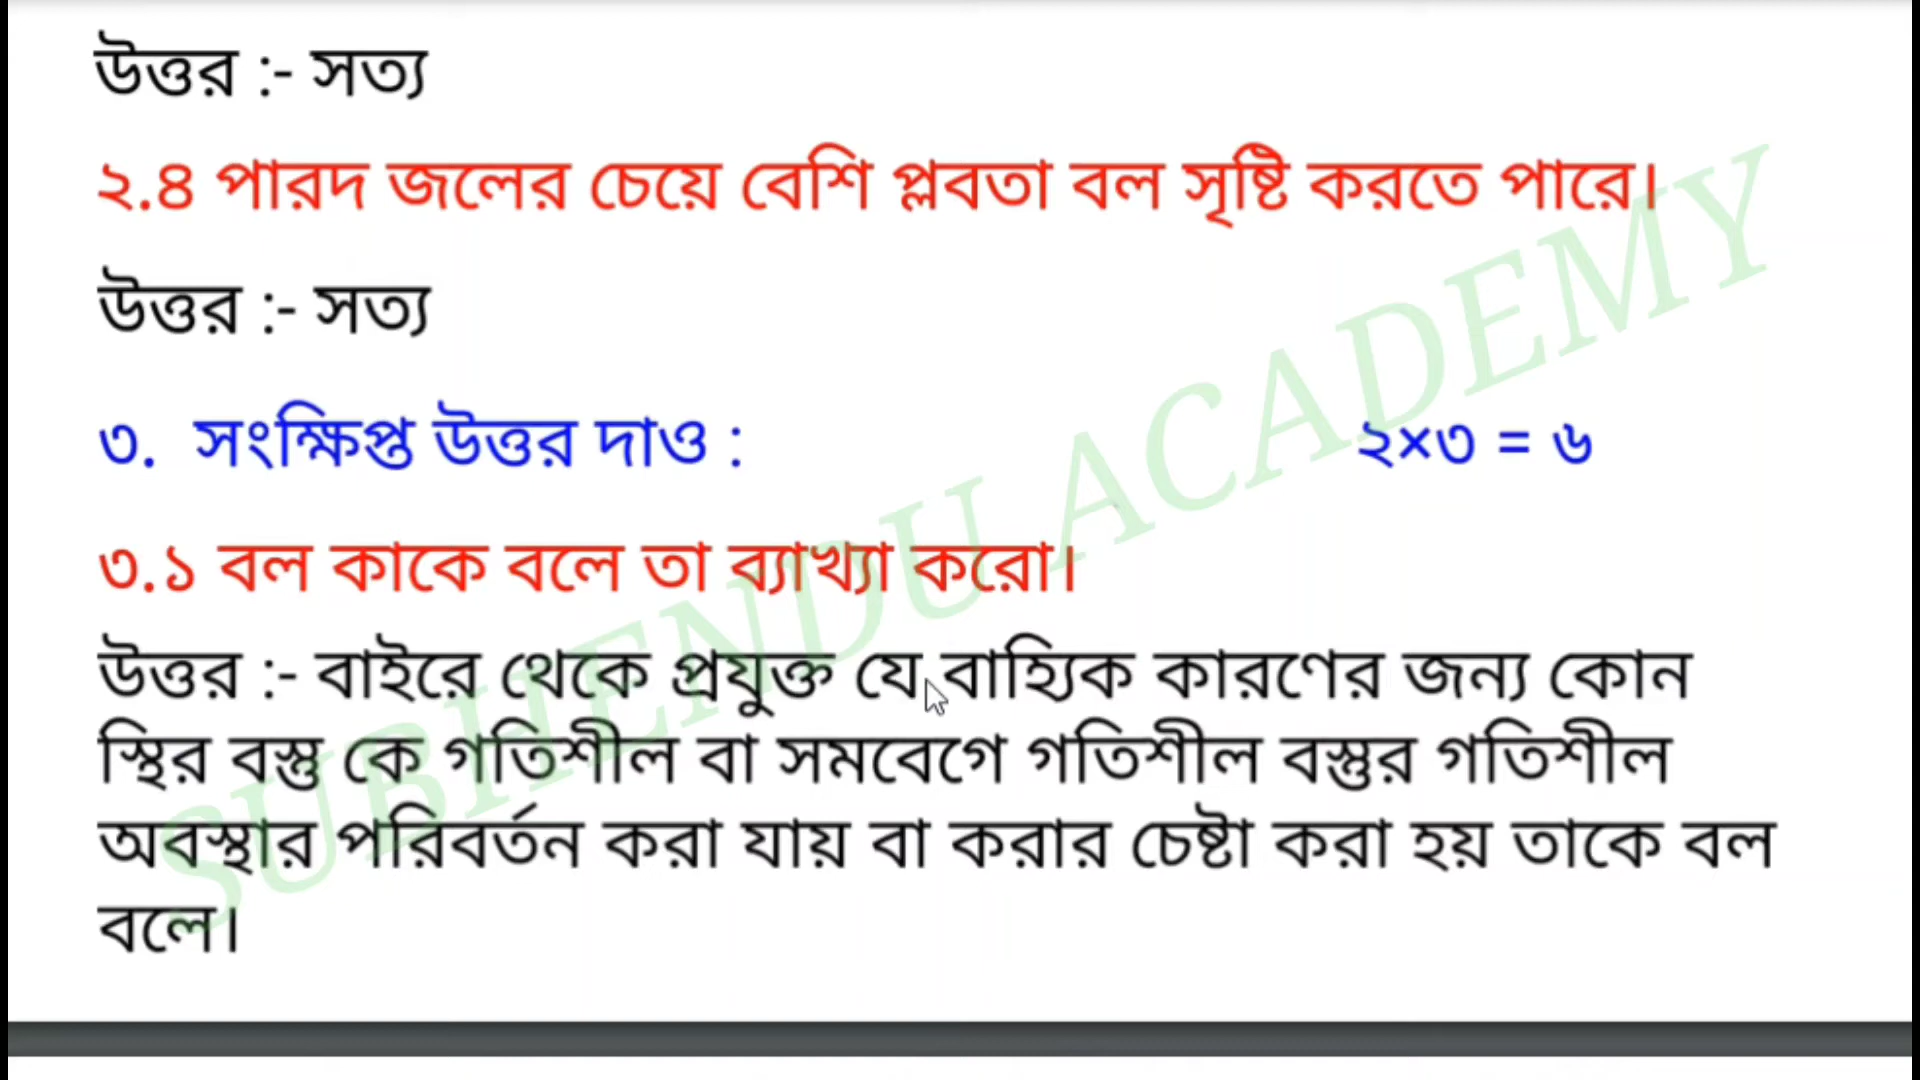 উত্তর :- সত্য
২.৪ পারদ জলের চেয়ে বেশি প্লবতা বল সৃষ্টি করতে পারে।
উত্তর :- সত্য
৩. সংক্ষিপ্ত উত্তর দাও : ২×৩ = ৬
৩.১ বল কাকে বলে তা ব্যাখ্যা করো।
উত্তর :- বাইরে থেকে প্রযুক্ত যে বাহ্যিক কারণের জন্য কোন
স্থির বস্তু কে গতিশীল বা সমবেগে গতিশীল বস্তুর গতিশীল
অবস্থার পরিবর্তন করা যায় বা করার চেষ্টা করা হয় তাকে বল
বলে।
SUBHENDU ACADEMY